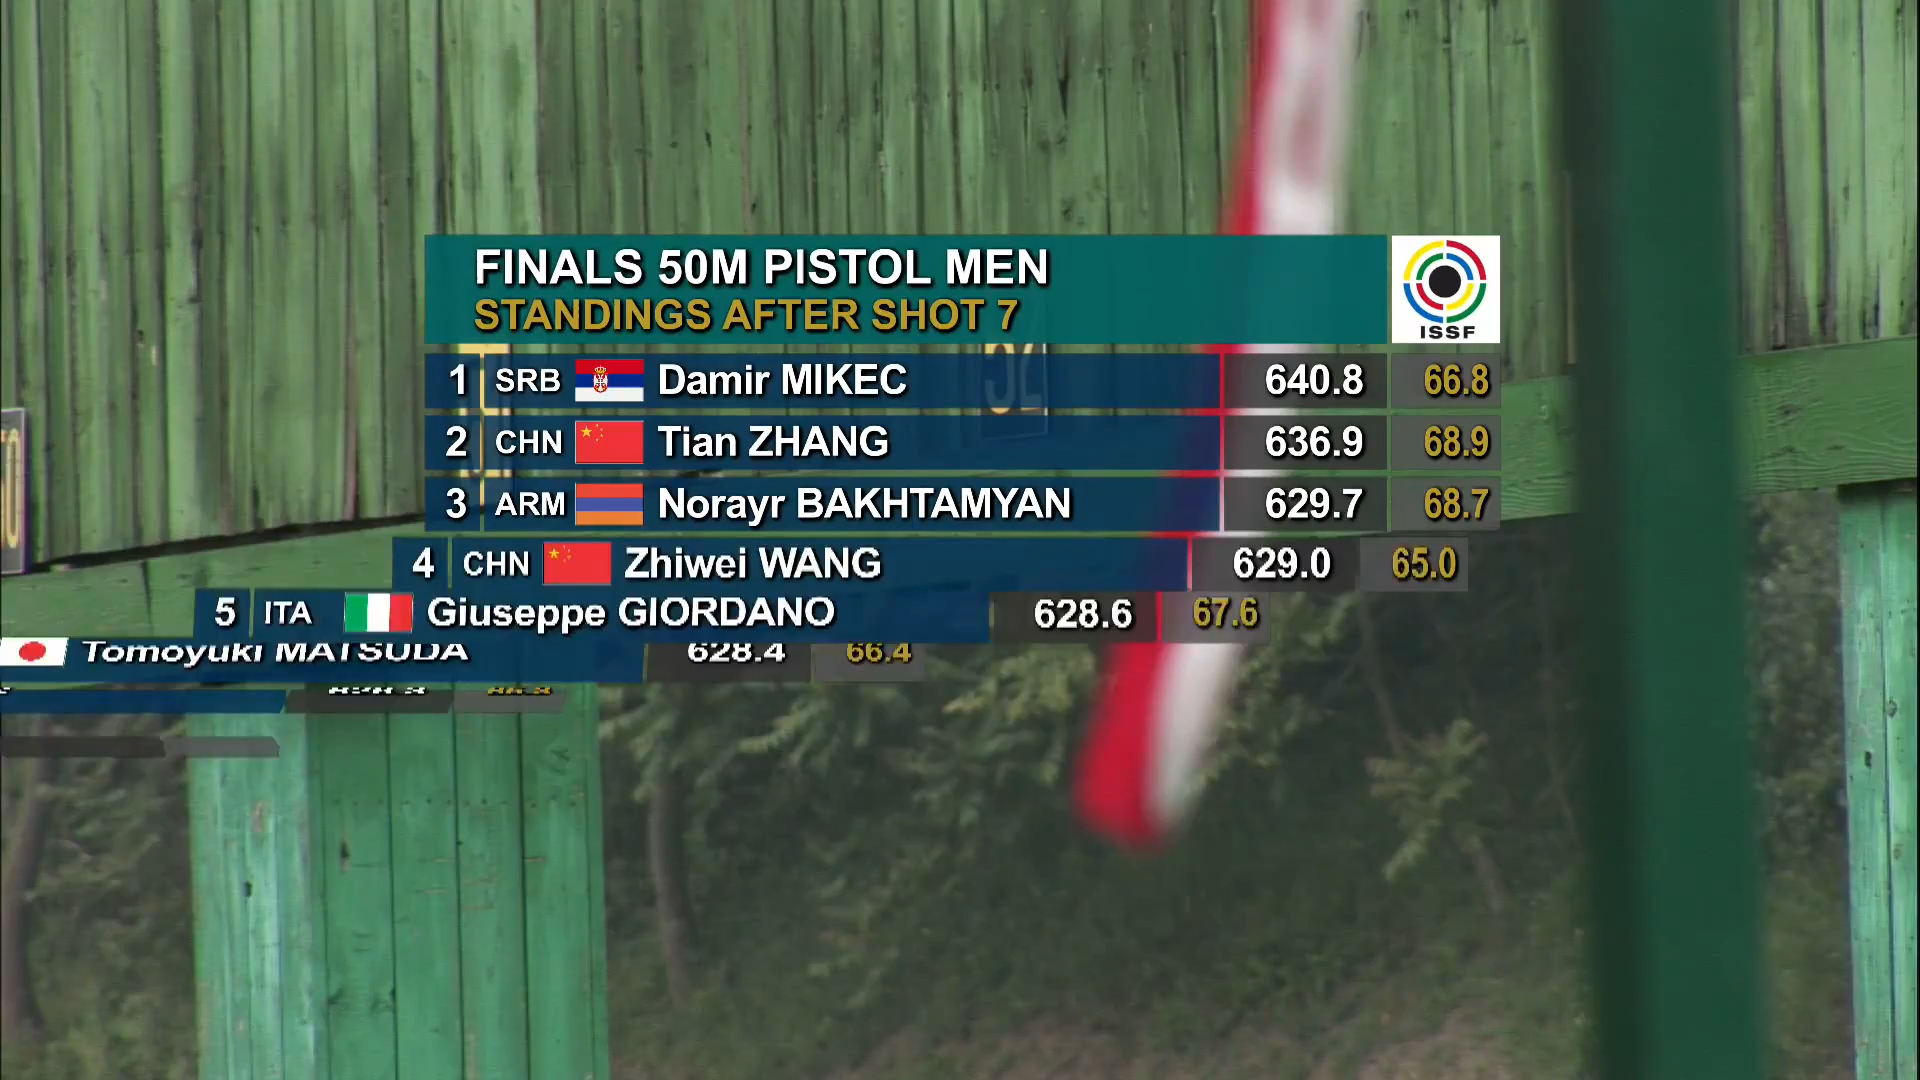 FINALS 50M PISTOL MEN
STANDINGS AFTER SHOT 7
ISSF
1 SRB Damir MIKEC 640.8 66.8
2 CHN Tian ZHANG 636.9 68.9
3 ARM Norayr BAKHTAMYAN 629.7 68.7
4 CHN Zhiwei WANG 629.0 65.0
5 ITA Giuseppe GIORDANO 628.6 67.6
Tomoyuki MATSUDA 628.4 66.4
52